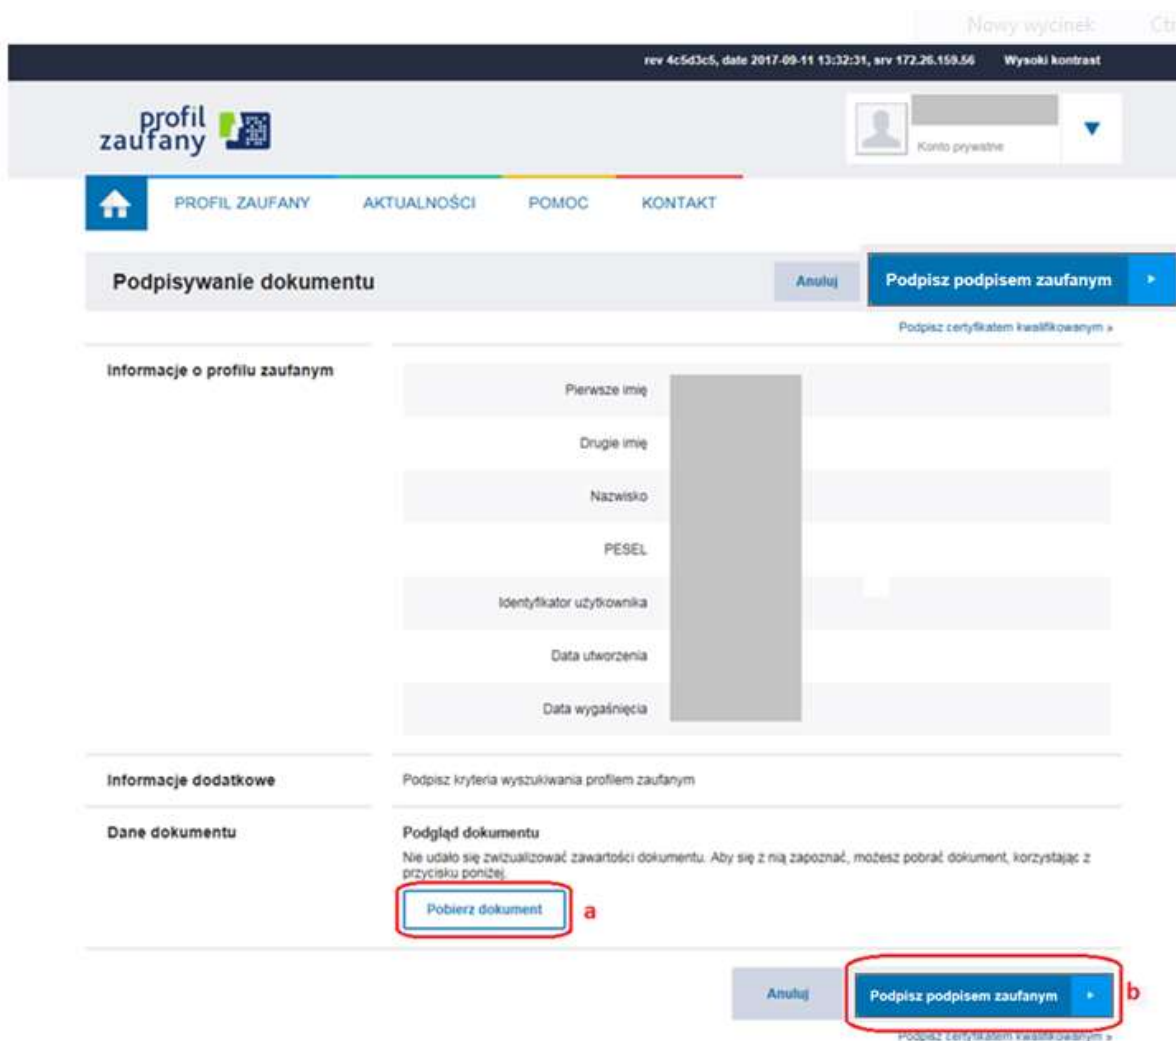 Nowy wycinek
rev 4c5d3c5, date 2017-09-11 13:32:31, srv 172.26.159.56 Wysoki kontrast
profil
zaufany
Konto prywatne
PROFIL ZAUFANY AKTUALNOŚCI POMOC KONTAKT
Podpisywanie dokumentu Anuluj Podpisz podpisem zaufanym
Podpisz certyfikatem kwalifikowanym »
Informacje o profilu zaufanym
Pierwsze imię
Drugie imię
Nazwisko
PESEL
Identyfikator użytkownika
Data utworzenia
Data wygaśnięcia
Informacje dodatkowe Podpisz kryteria wyszukiwania profilem zaufanym
Dane dokumentu Podgląd dokumentu
Nie udało się zwizualizować zawartości dokumentu. Aby się z nią zapoznać, możesz pobrać dokument, korzystając z
przycisku poniżej.
Pobierz dokument a
Anuluj Podpisz podpisem zaufanym b
Podpisz certyfikatem kwalifikowanym »